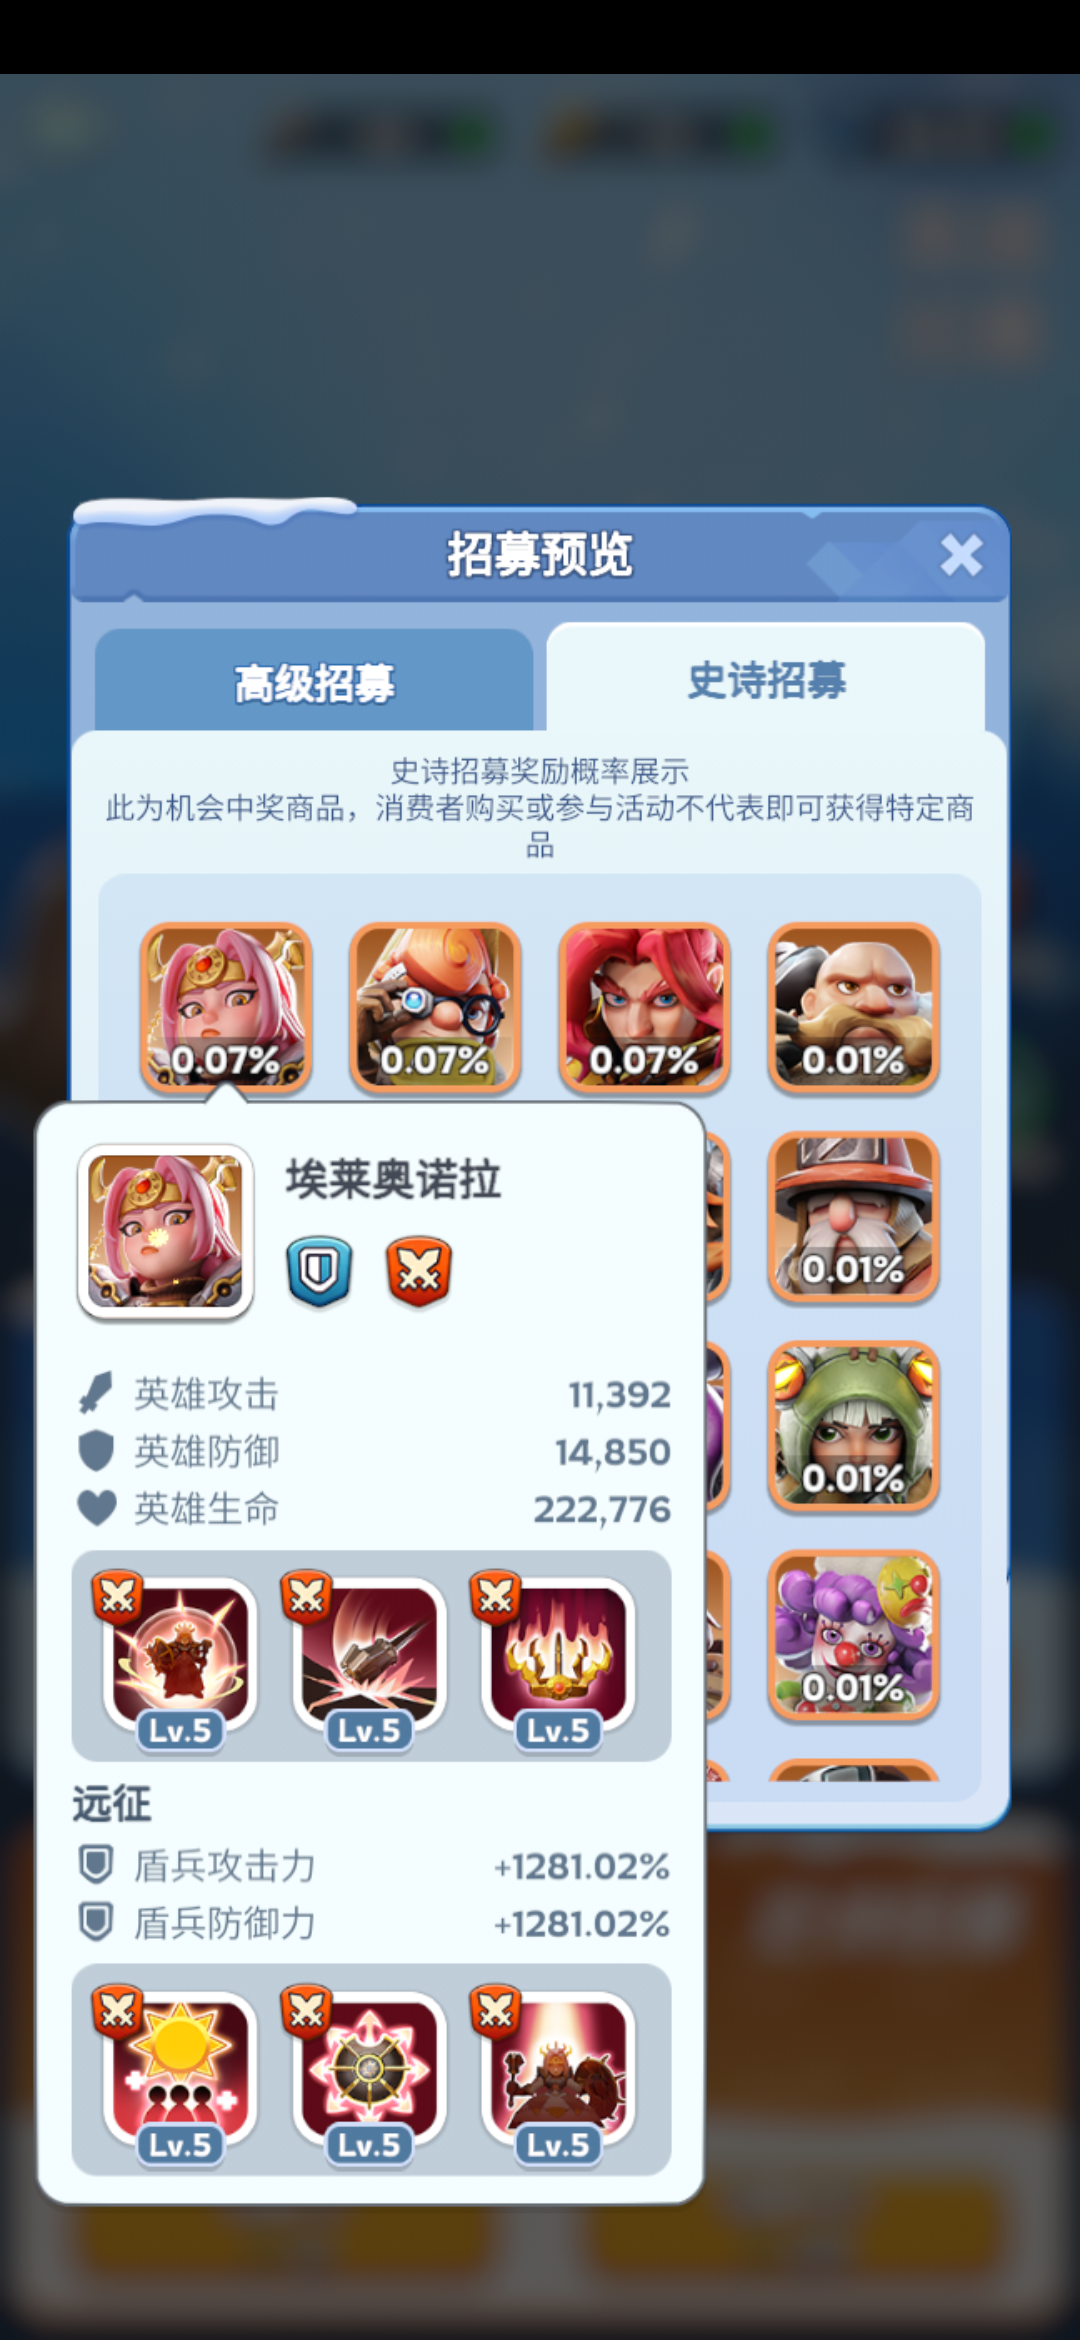 招募预览
高级招募
史诗招募
史诗招募奖励概率展示
此为机会中奖商品，消费者购买或参与活动不代表即可获得特定商
品
0.07%
0.07%
0.07%
0.01%
埃莱奥诺拉
0.01%
英雄攻击 11,392
英雄防御 14,850
0.01%
英雄生命 222,776
0.01%
Lv.5
Lv.5
Lv.5
远征
盾兵攻击力 +1281.02%
盾兵防御力 +1281.02%
Lv.5
Lv.5
Lv.5